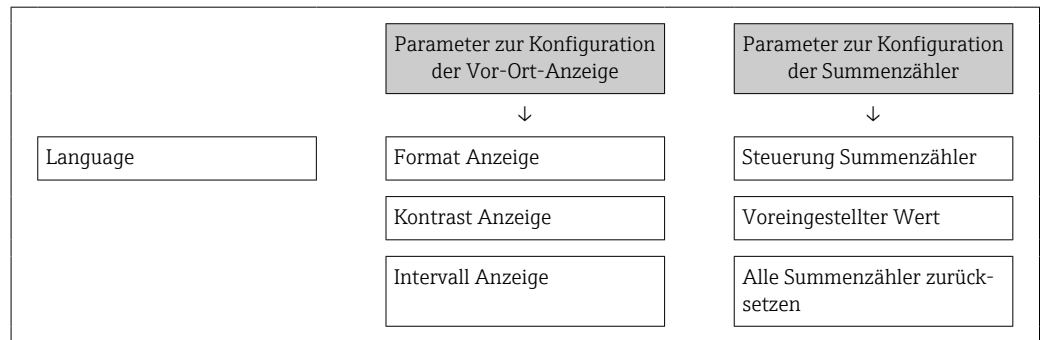 Parameter zur Konfiguration
der Vor-Ort-Anzeige
Parameter zur Konfiguration
der Summenzähler
↓
↓
Language
Format Anzeige
Steuerung Summenzähler
Kontrast Anzeige
Voreingestellter Wert
Intervall Anzeige
Alle Summenzähler zurück-
setzen